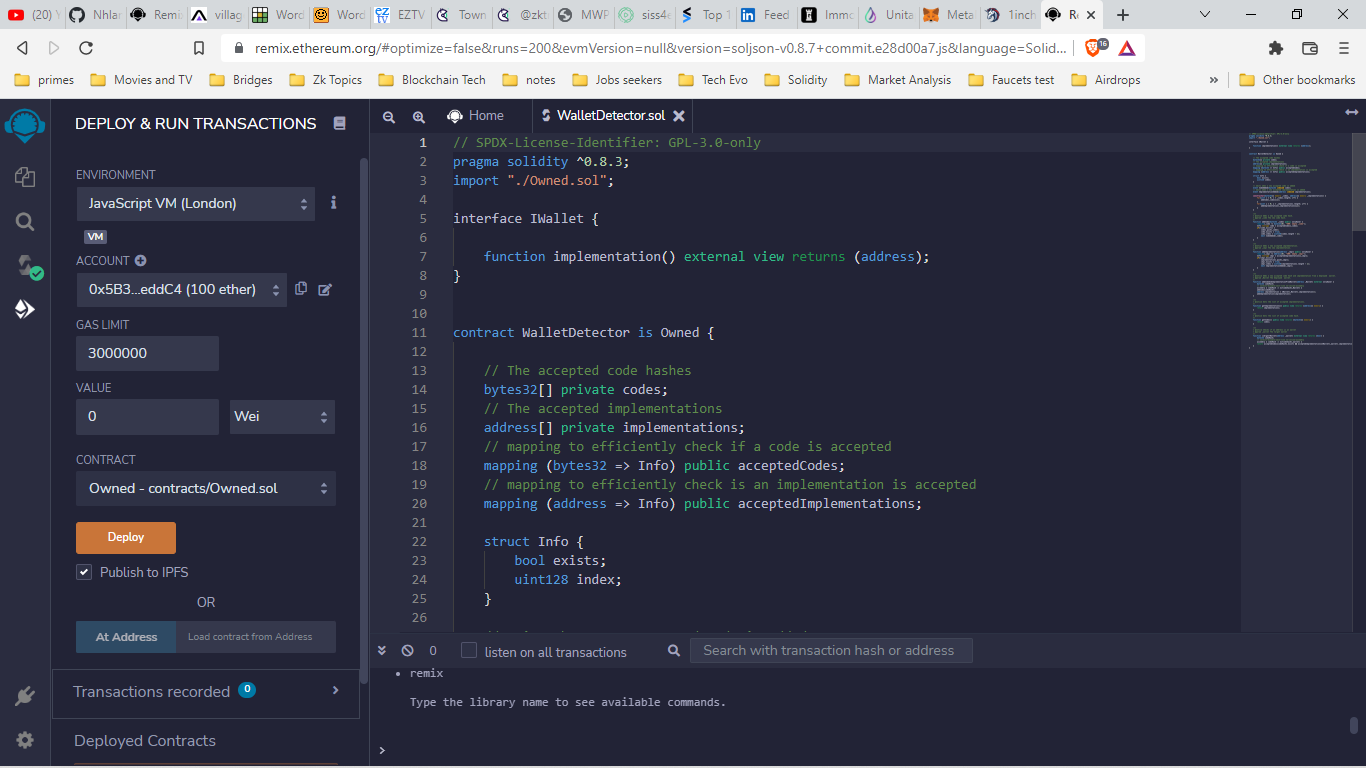 (20) Y
Nhlar
Remi
villag
Word
Word
EZTV
Town
@zkt
MWP
siss4
Top 1
Feed
Immo
Unita
Meta
1inch
Re
remix.ethereum.org/#optimize=false&runs=200&evmVersion=null&version=soljson-v0.8.7+commit.e28d00a7.js&language=Solid...
16
primes
Movies and TV
Bridges
Zk Topics
Blockchain Tech
notes
Jobs seekers
Tech Evo
Solidity
Market Analysis
Faucets test
Airdrops
»
Other bookmarks
DEPLOY & RUN TRANSACTIONS
ENVIRONMENT
JavaScript VM (London)
VM
ACCOUNT
0x5B3...eddC4 (100 ether)
GAS LIMIT
3000000
VALUE
0
Wei
CONTRACT
Owned - contracts/Owned.sol
Deploy
Publish to IPFS
OR
At Address
Load contract from Address
Transactions recorded 0
Deployed Contracts
Home
WalletDetector.sol
1 // SPDX-License-Identifier: GPL-3.0-only
2 pragma solidity ^0.8.3;
3 import "./Owned.sol";
4
5 interface IWallet {
6
7 function implementation() external view returns (address);
8 }
9
10
11 contract WalletDetector is Owned {
12
13 // The accepted code hashes
14 bytes32[] private codes;
15 // The accepted implementations
16 address[] private implementations;
17 // mapping to efficiently check if a code is accepted
18 mapping (bytes32 => Info) public acceptedCodes;
19 // mapping to efficiently check is an implementation is accepted
20 mapping (address => Info) public acceptedImplementations;
21
22 struct Info {
23 bool exists;
24 uint128 index;
25 }
26
0
listen on all transactions
Search with transaction hash or address
• remix
Type the library name to see available commands.
>